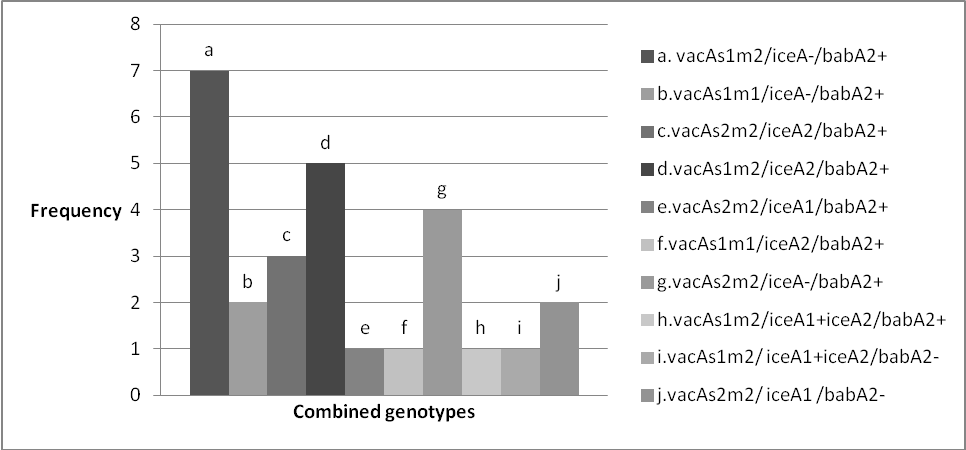 8
7
6
5
4
3
2
1
0
Frequency
a
b
c
d
e
f
g
h
i
j
Combined genotypes
a. vacAs1m2/iceA-/babA2+
b.vacAs1m1/iceA-/babA2+
c.vacAs2m2/iceA2/babA2+
d.vacAs1m2/iceA2/babA2+
e.vacAs2m2/iceA1/babA2+
f.vacAs1m1/iceA2/babA2+
g.vacAs2m2/iceA-/babA2+
h.vacAs1m2/iceA1+iceA2/babA2+
i.vacAs1m2/ iceA1+iceA2/babA2-
j.vacAs2m2/ iceA1 /babA2-